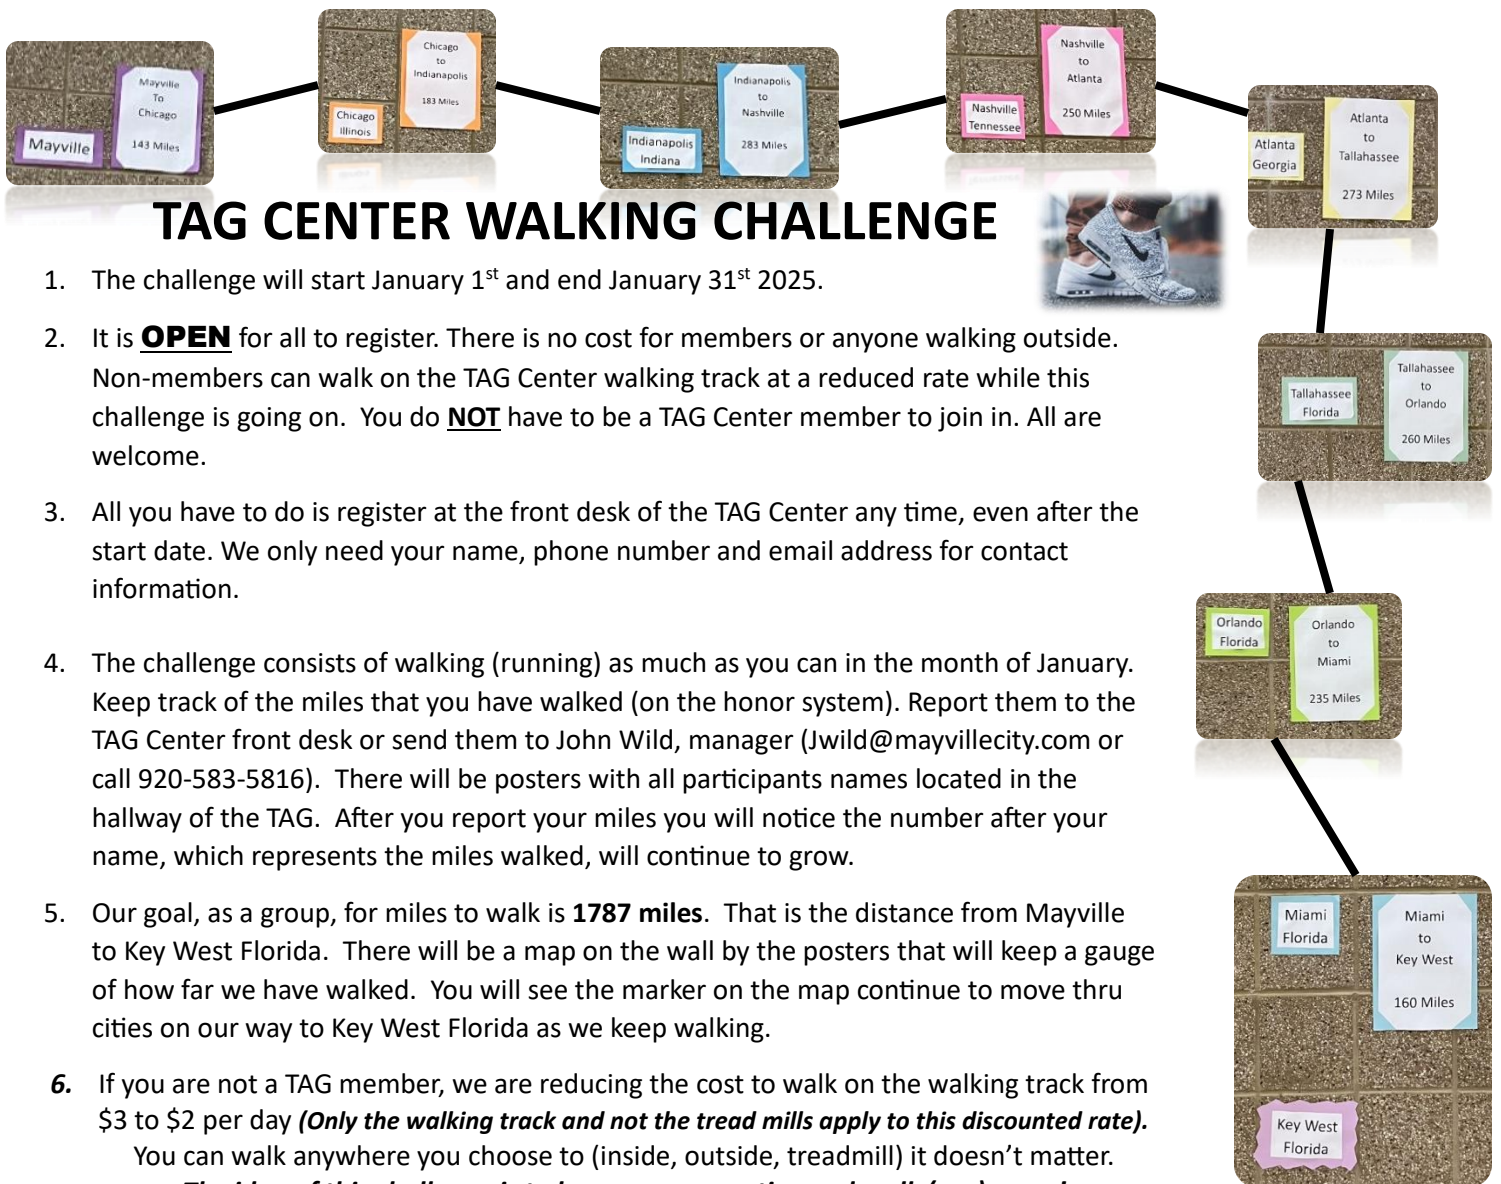 Mayville
To
Chicago
143 Miles
Mayville
Chicago
to
Indianapolis
183 Miles
Chicago
Illinois
Indianapolis
to
Nashville
283 Miles
Indianapolis
Indiana
Nashville
to
Atlanta
250 Miles
Nashville
Tennessee
Atlanta
to
Tallahassee
273 Miles
Atlanta
Georgia
TAG CENTER WALKING CHALLENGE
1. The challenge will start January 1st and end January 31st 2025.
2. It is OPEN for all to register. There is no cost for members or anyone walking outside.
Non-members can walk on the TAG Center walking track at a reduced rate while this
challenge is going on. You do NOT have to be a TAG Center member to join in. All are
welcome.
3. All you have to do is register at the front desk of the TAG Center any time, even after the
start date. We only need your name, phone number and email address for contact
information.
4. The challenge consists of walking (running) as much as you can in the month of January.
Keep track of the miles that you have walked (on the honor system). Report them to the
TAG Center front desk or send them to John Wild, manager (Jwild@mayvillecity.com or
call 920-583-5816). There will be posters with all participants names located in the
hallway of the TAG. After you report your miles you will notice the number after your
name, which represents the miles walked, will continue to grow.
5. Our goal, as a group, for miles to walk is 1787 miles. That is the distance from Mayville
to Key West Florida. There will be a map on the wall by the posters that will keep a gauge
of how far we have walked. You will see the marker on the map continue to move thru
cities on our way to Key West Florida as we keep walking.
6. If you are not a TAG member, we are reducing the cost to walk on the walking track from
$3 to $2 per day (Only the walking track and not the tread mills apply to this discounted rate).
You can walk anywhere you choose to (inside, outside, treadmill) it doesn't matter.
Tallahassee
to
Orlando
260 Miles
Tallahassee
Florida
Orlando
Florida
Orlando
to
Miami
235 Miles
Miami
Florida
Miami
to
Key West
160 Miles
Key West
Florida